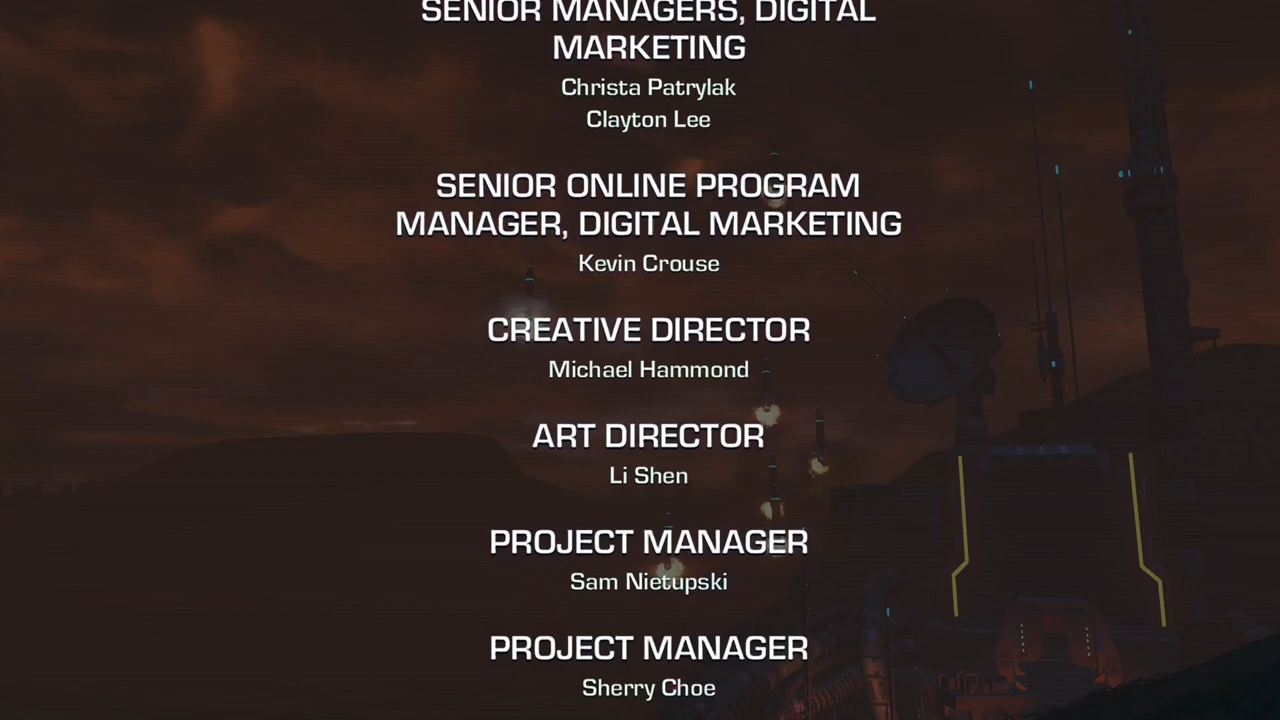 SENIOR MANAGERS, DIGITAL
MARKETING
Christa Patrylak
Clayton Lee
SENIOR ONLINE PROGRAM
MANAGER, DIGITAL MARKETING
Kevin Crouse
CREATIVE DIRECTOR
Michael Hammond
ART DIRECTOR
Li Shen
PROJECT MANAGER
Sam Nietupski
PROJECT MANAGER
Sherry Choe